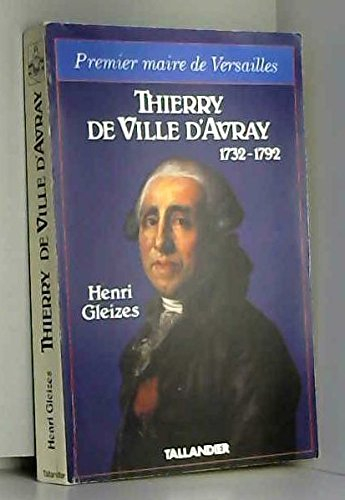 Premier maire de Versailles
THIERRY
DE VILLE D'AVRAY
1732-1792
Henri
Gleizes
TALLANDIER
Henri Gleizes THIERRY DE VILLE D'AVRAY
Tallandier